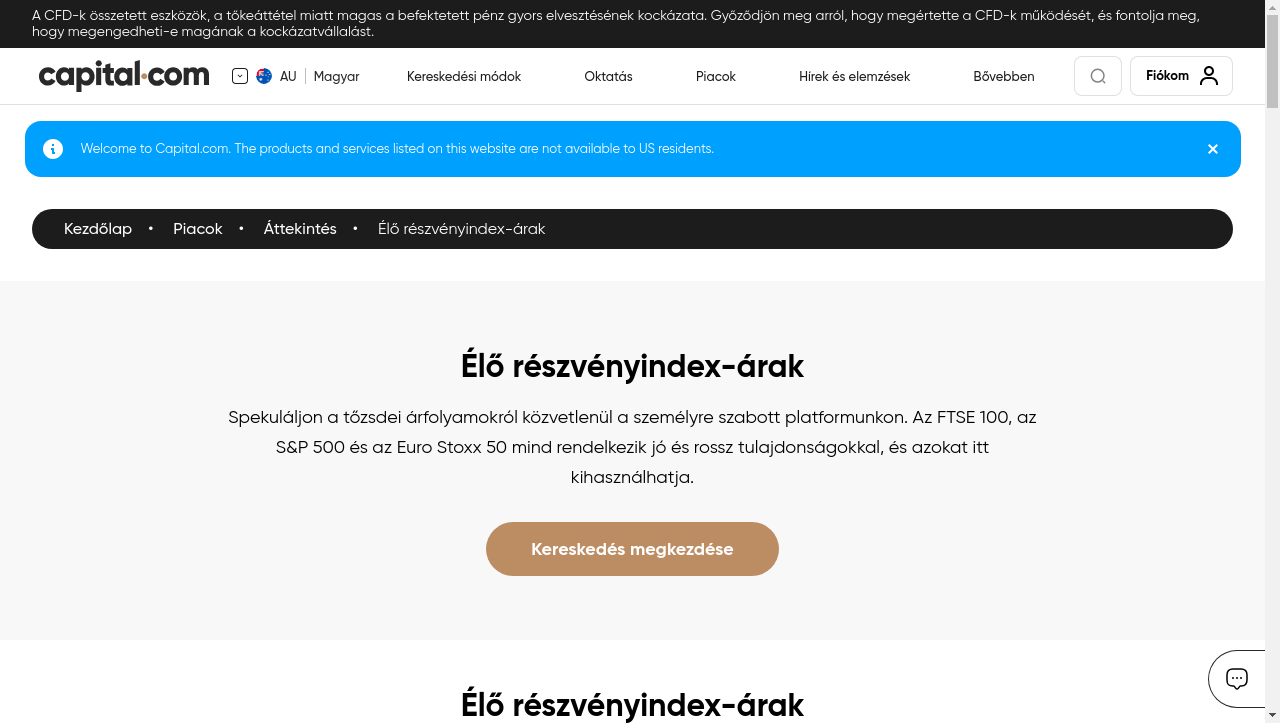 A CFD-k összetett eszközök, a tőkeáttétel miatt magas a befektetett pénz gyors elvesztésének kockázata. Győződjön meg arról, hogy megértette a CFD-k működését, és fontolja meg,
hogy megengedheti-e magának a kockázatvállalást.
capital.com AU Magyar Kereskedési módok Oktatás Piacok Hírek és elemzések Bővebben Fiókom
Welcome to Capital.com. The products and services listed on this website are not available to US residents.
Kezdőlap • Piacok • Áttekintés • Élő részvényindex-árak
Élő részvényindex-árak
Spekuláljon a tőzsdei árfolyamokról közvetlenül a személyre szabott platformunkon. Az FTSE 100, az
S&P 500 és az Euro Stoxx 50 mind rendelkezik jó és rossz tulajdonságokkal, és azokat itt
kihasználhatja.
Kereskedés megkezdése
Élő részvényindex-árak